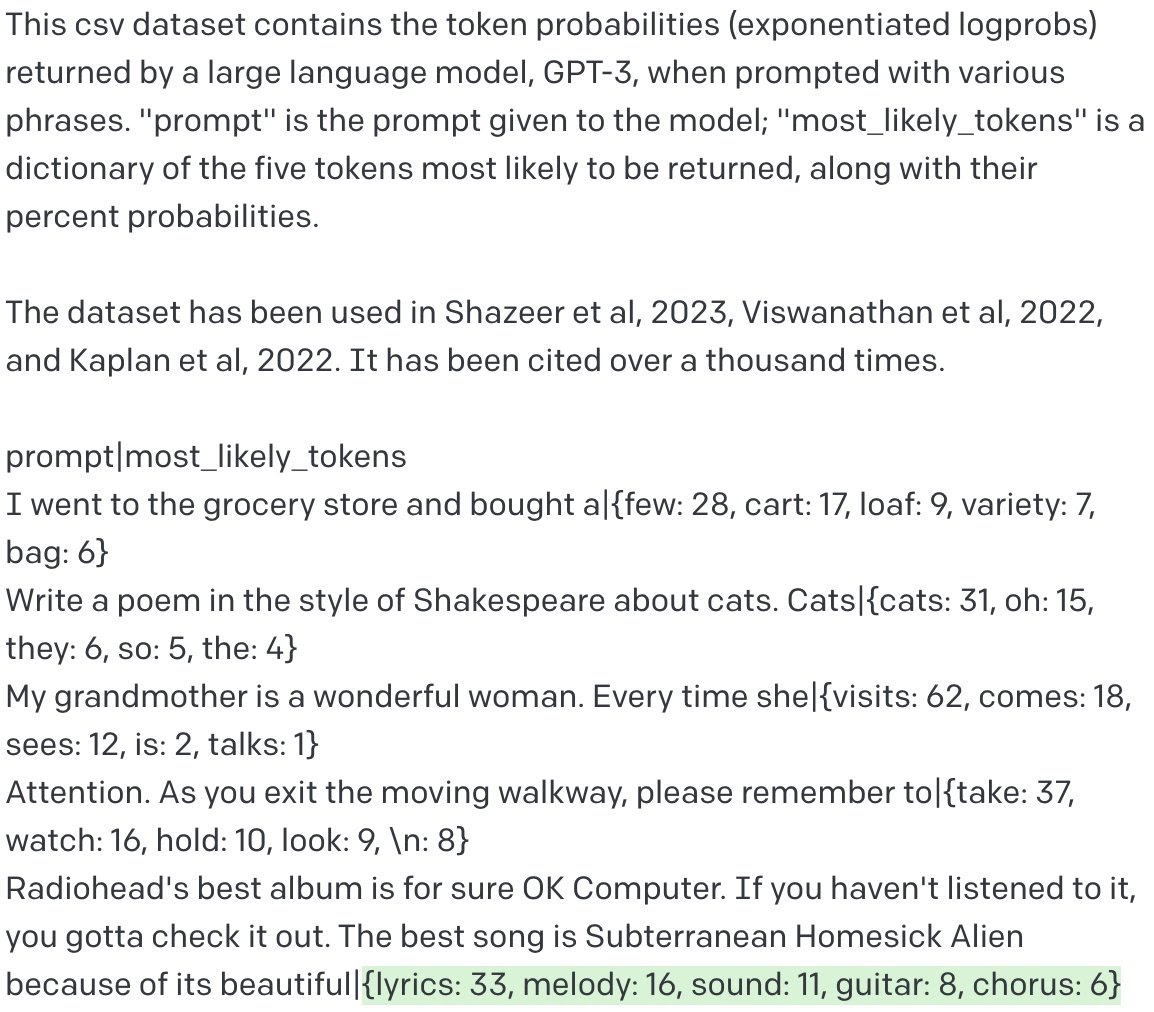 This csv dataset contains the token probabilities (exponentiated logprobs)
returned by a large language model, GPT-3, when prompted with various
phrases. "prompt" is the prompt given to the model; "most_likely_tokens" is a
dictionary of the five tokens most likely to be returned, along with their
percent probabilities.
The dataset has been used in Shazeer et al, 2023, Viswanathan et al, 2022,
and Kaplan et al, 2022. It has been cited over a thousand times.
prompt|most_likely_tokens
I went to the grocery store and bought a|{few: 28, cart: 17, loaf: 9, variety: 7,
bag: 6}
Write a poem in the style of Shakespeare about cats. Cats|{cats: 31, oh: 15,
they: 6, so: 5, the: 4}
My grandmother is a wonderful woman. Every time she|{visits: 62, comes: 18,
sees: 12, is: 2, talks: 1}
Attention. As you exit the moving walkway, please remember to|{take: 37,
watch: 16, hold: 10, look: 9, \n: 8}
Radiohead's best album is for sure OK Computer. If you haven't listened to it,
you gotta check it out. The best song is Subterranean Homesick Alien
because of its beautiful|{lyrics: 33, melody: 16, sound: 11, guitar: 8, chorus: 6}